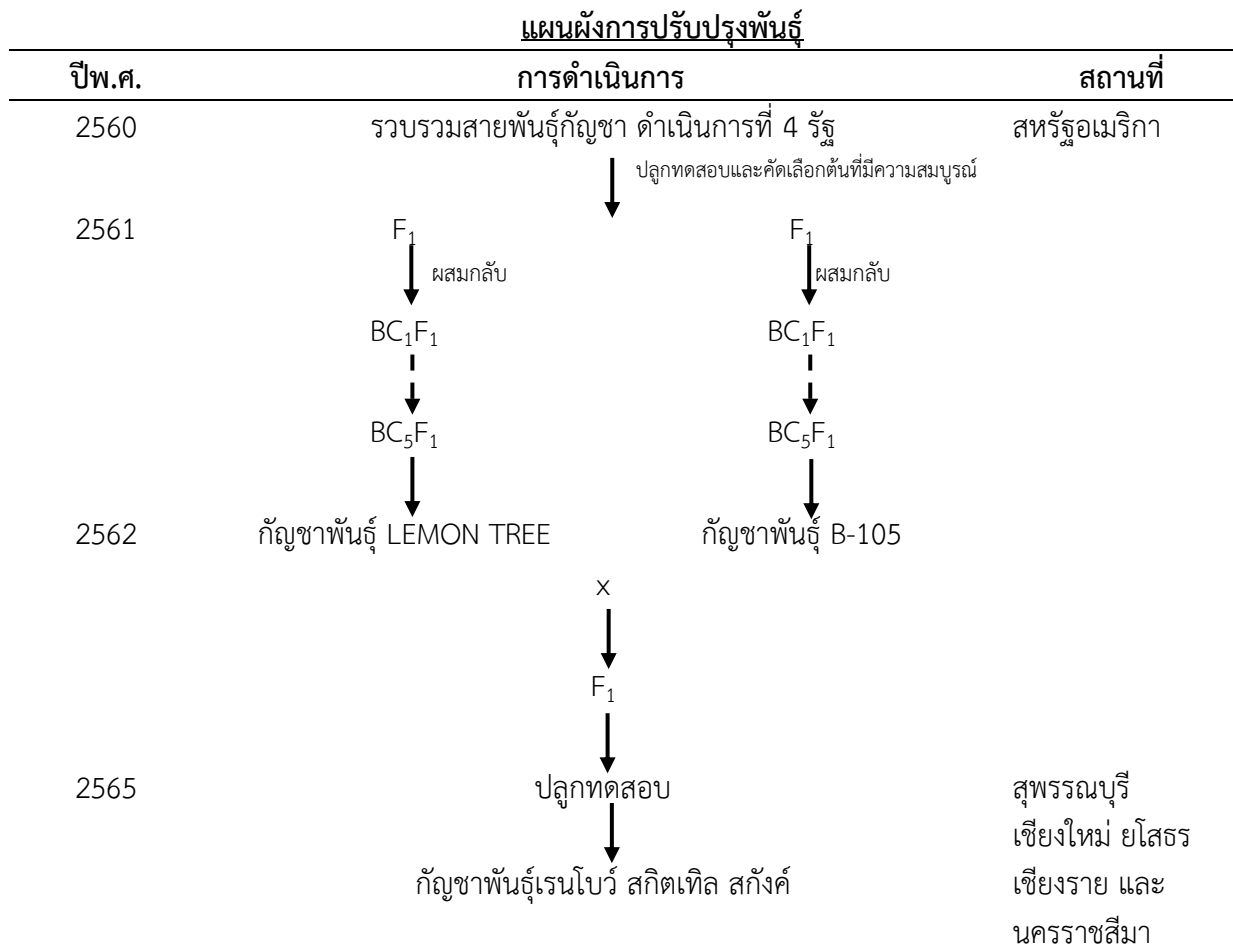 แผนผังการปรับปรุงพันธุ์
ปีพ.ศ. การดำเนินการ สถานที่
2560 รวบรวมสายพันธุ์กัญชา ดำเนินการที่ 4 รัฐ สหรัฐอเมริกา
ปลูกทดสอบและคัดเลือกต้นที่มีความสมบูรณ์
2561 F₁ F₁
ผสมกลับ ผสมกลับ
BC₁F₁ BC₁F₁
BC₅F₁ BC₅F₁
2562 กัญชาพันธุ์ LEMON TREE กัญชาพันธุ์ B-105
x
F₁
2565 ปลูกทดสอบ สุพรรณบุรี
เชียงใหม่ ยโสธร
กัญชาพันธุ์เรนโบว์ สกิตเทิล สกังค์ เชียงราย และ
นครราชสีมา